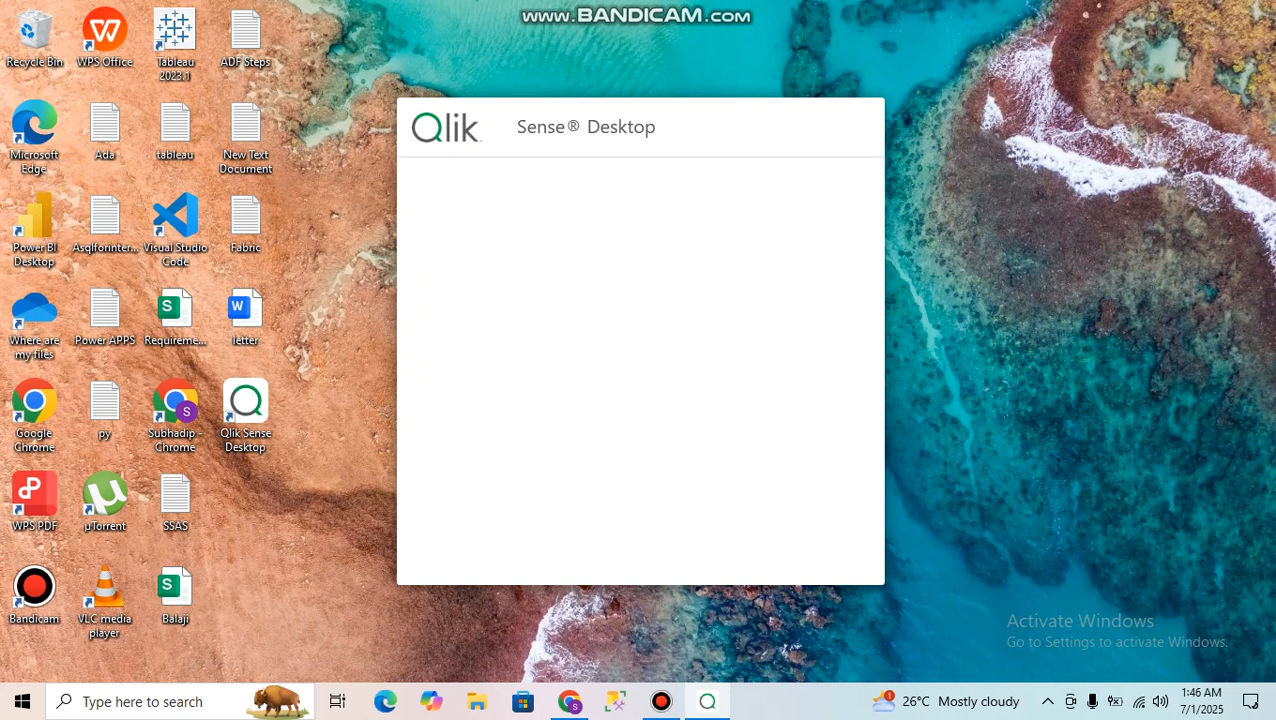 www.BANDICAM.com
Recycle Bin
WPS Office
Tableau
2023.1
ADF Steps
Microsoft
Edge
Ada
tableau
New Text
Document
Power BI
Desktop
Asqlforinter...
Visual Studio
Code
Fabric
Where are
my files
Power APPS
Requireme...
letter
Google
Chrome
py
Subhadip -
Chrome
Qlik Sense
Desktop
WPS PDF
µTorrent
SSAS
Bandicam
VLC media
player
Balaji
Qlik Sense® Desktop
Activate Windows
Go to Settings to activate Windows.
Type here to search
26°C Mostly cloudy
1:46 AM
7/1/2025